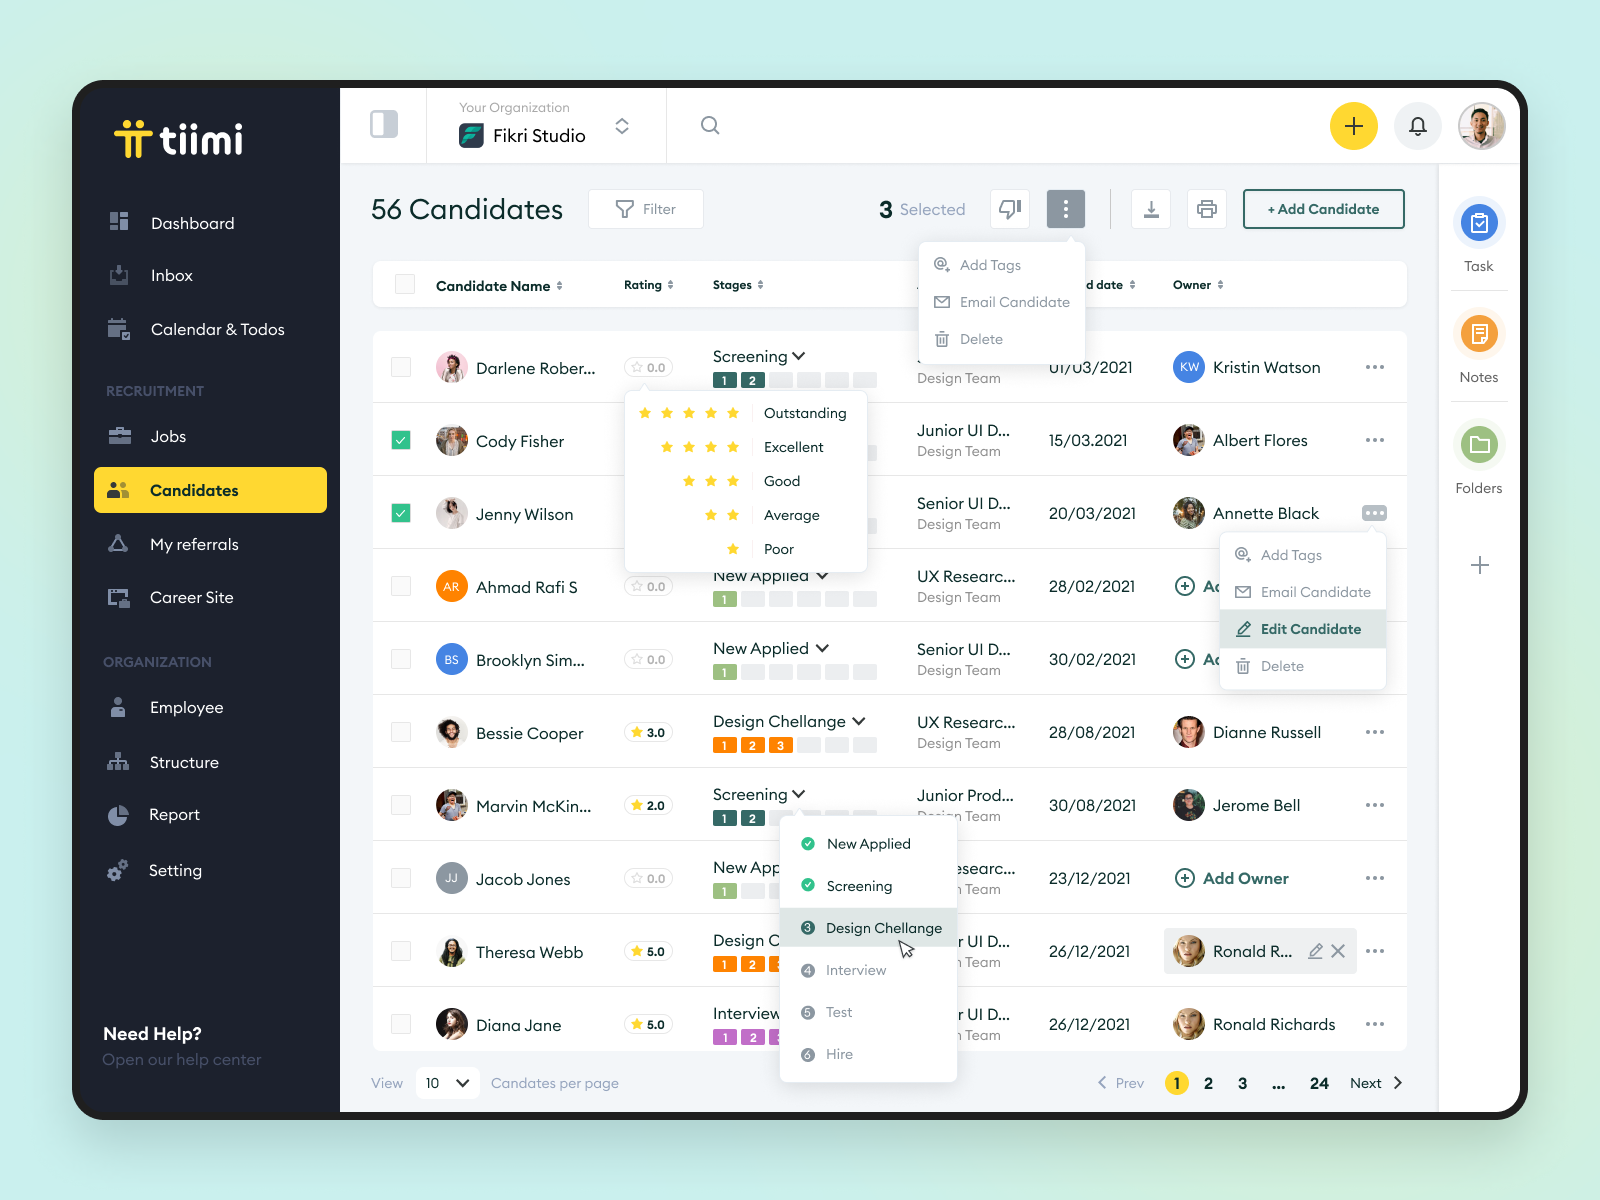 tiimi
Dashboard
Inbox
Calendar & Todos
RECRUITMENT
Jobs
Candidates
My referrals
Career Site
ORGANIZATION
Employee
Structure
Report
Setting
Need Help?
Open our help center
Your Organization
Fikri Studio
56 Candidates
Filter
3 Selected
+ Add Candidate
Add Tags
Email Candidate
Delete
Candidate Name
Rating
Stages
d date
Owner
Darlene Rober...
0.0
Screening
1 2
Design Team
01/03/2021
KW
Kristin Watson
Outstanding
Excellent
Good
Average
Poor
Cody Fisher
Junior UI D...
Design Team
15/03.2021
Albert Flores
Jenny Wilson
Senior UI D...
Design Team
20/03/2021
Annette Black
Add Tags
Email Candidate
Edit Candidate
Delete
AR
Ahmad Rafi S
0.0
New Applied
1
UX Researc...
Design Team
28/02/2021
BS
Brooklyn Sim...
0.0
New Applied
1
Senior UI D...
Design Team
30/02/2021
Bessie Cooper
3.0
Design Chellange
1 2 3
UX Researc...
Design Team
28/08/2021
Dianne Russell
Marvin McKin...
2.0
Screening
1 2
Junior Prod...
Team
30/08/2021
Jerome Bell
New Applied
Screening
3 Design Chellange
4 Interview
5 Test
6 Hire
JJ
Jacob Jones
0.0
New App
1
esearc...
n Team
23/12/2021
Add Owner
Theresa Webb
5.0
Design C
1 2
r UI D...
n Team
26/12/2021
Ronald R...
Diana Jane
5.0
Interview
1 2
r UI D...
n Team
26/12/2021
Ronald Richards
View
10
Candates per page
Prev
1 2 3 ... 24
Next
Task
Notes
Folders